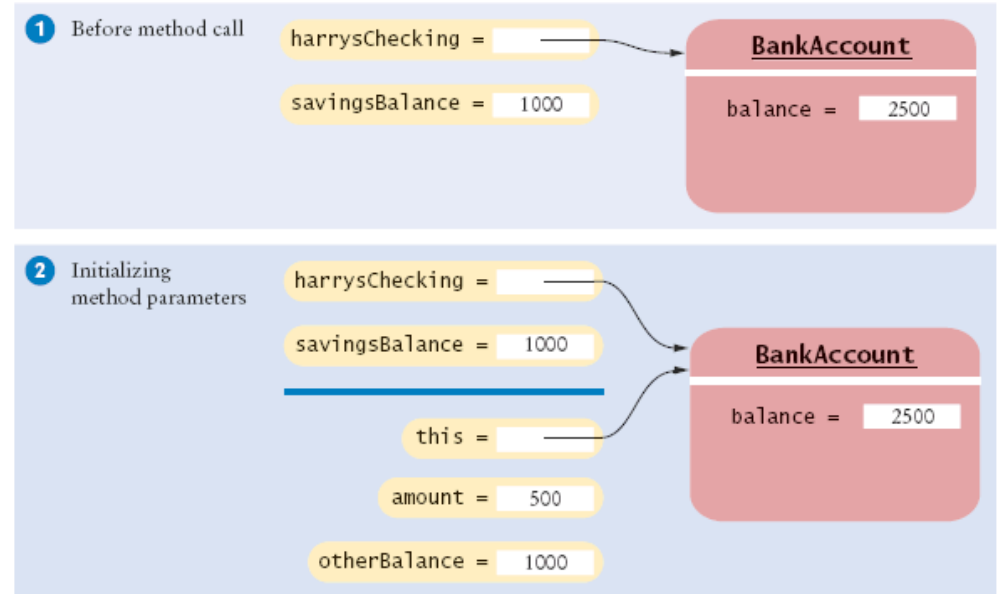 1 Before method call
harrysChecking =
BankAccount
savingsBalance = 1000
balance = 2500
2 Initializing
method parameters
harrysChecking =
savingsBalance = 1000
BankAccount
this =
balance = 2500
amount = 500
otherBalance = 1000